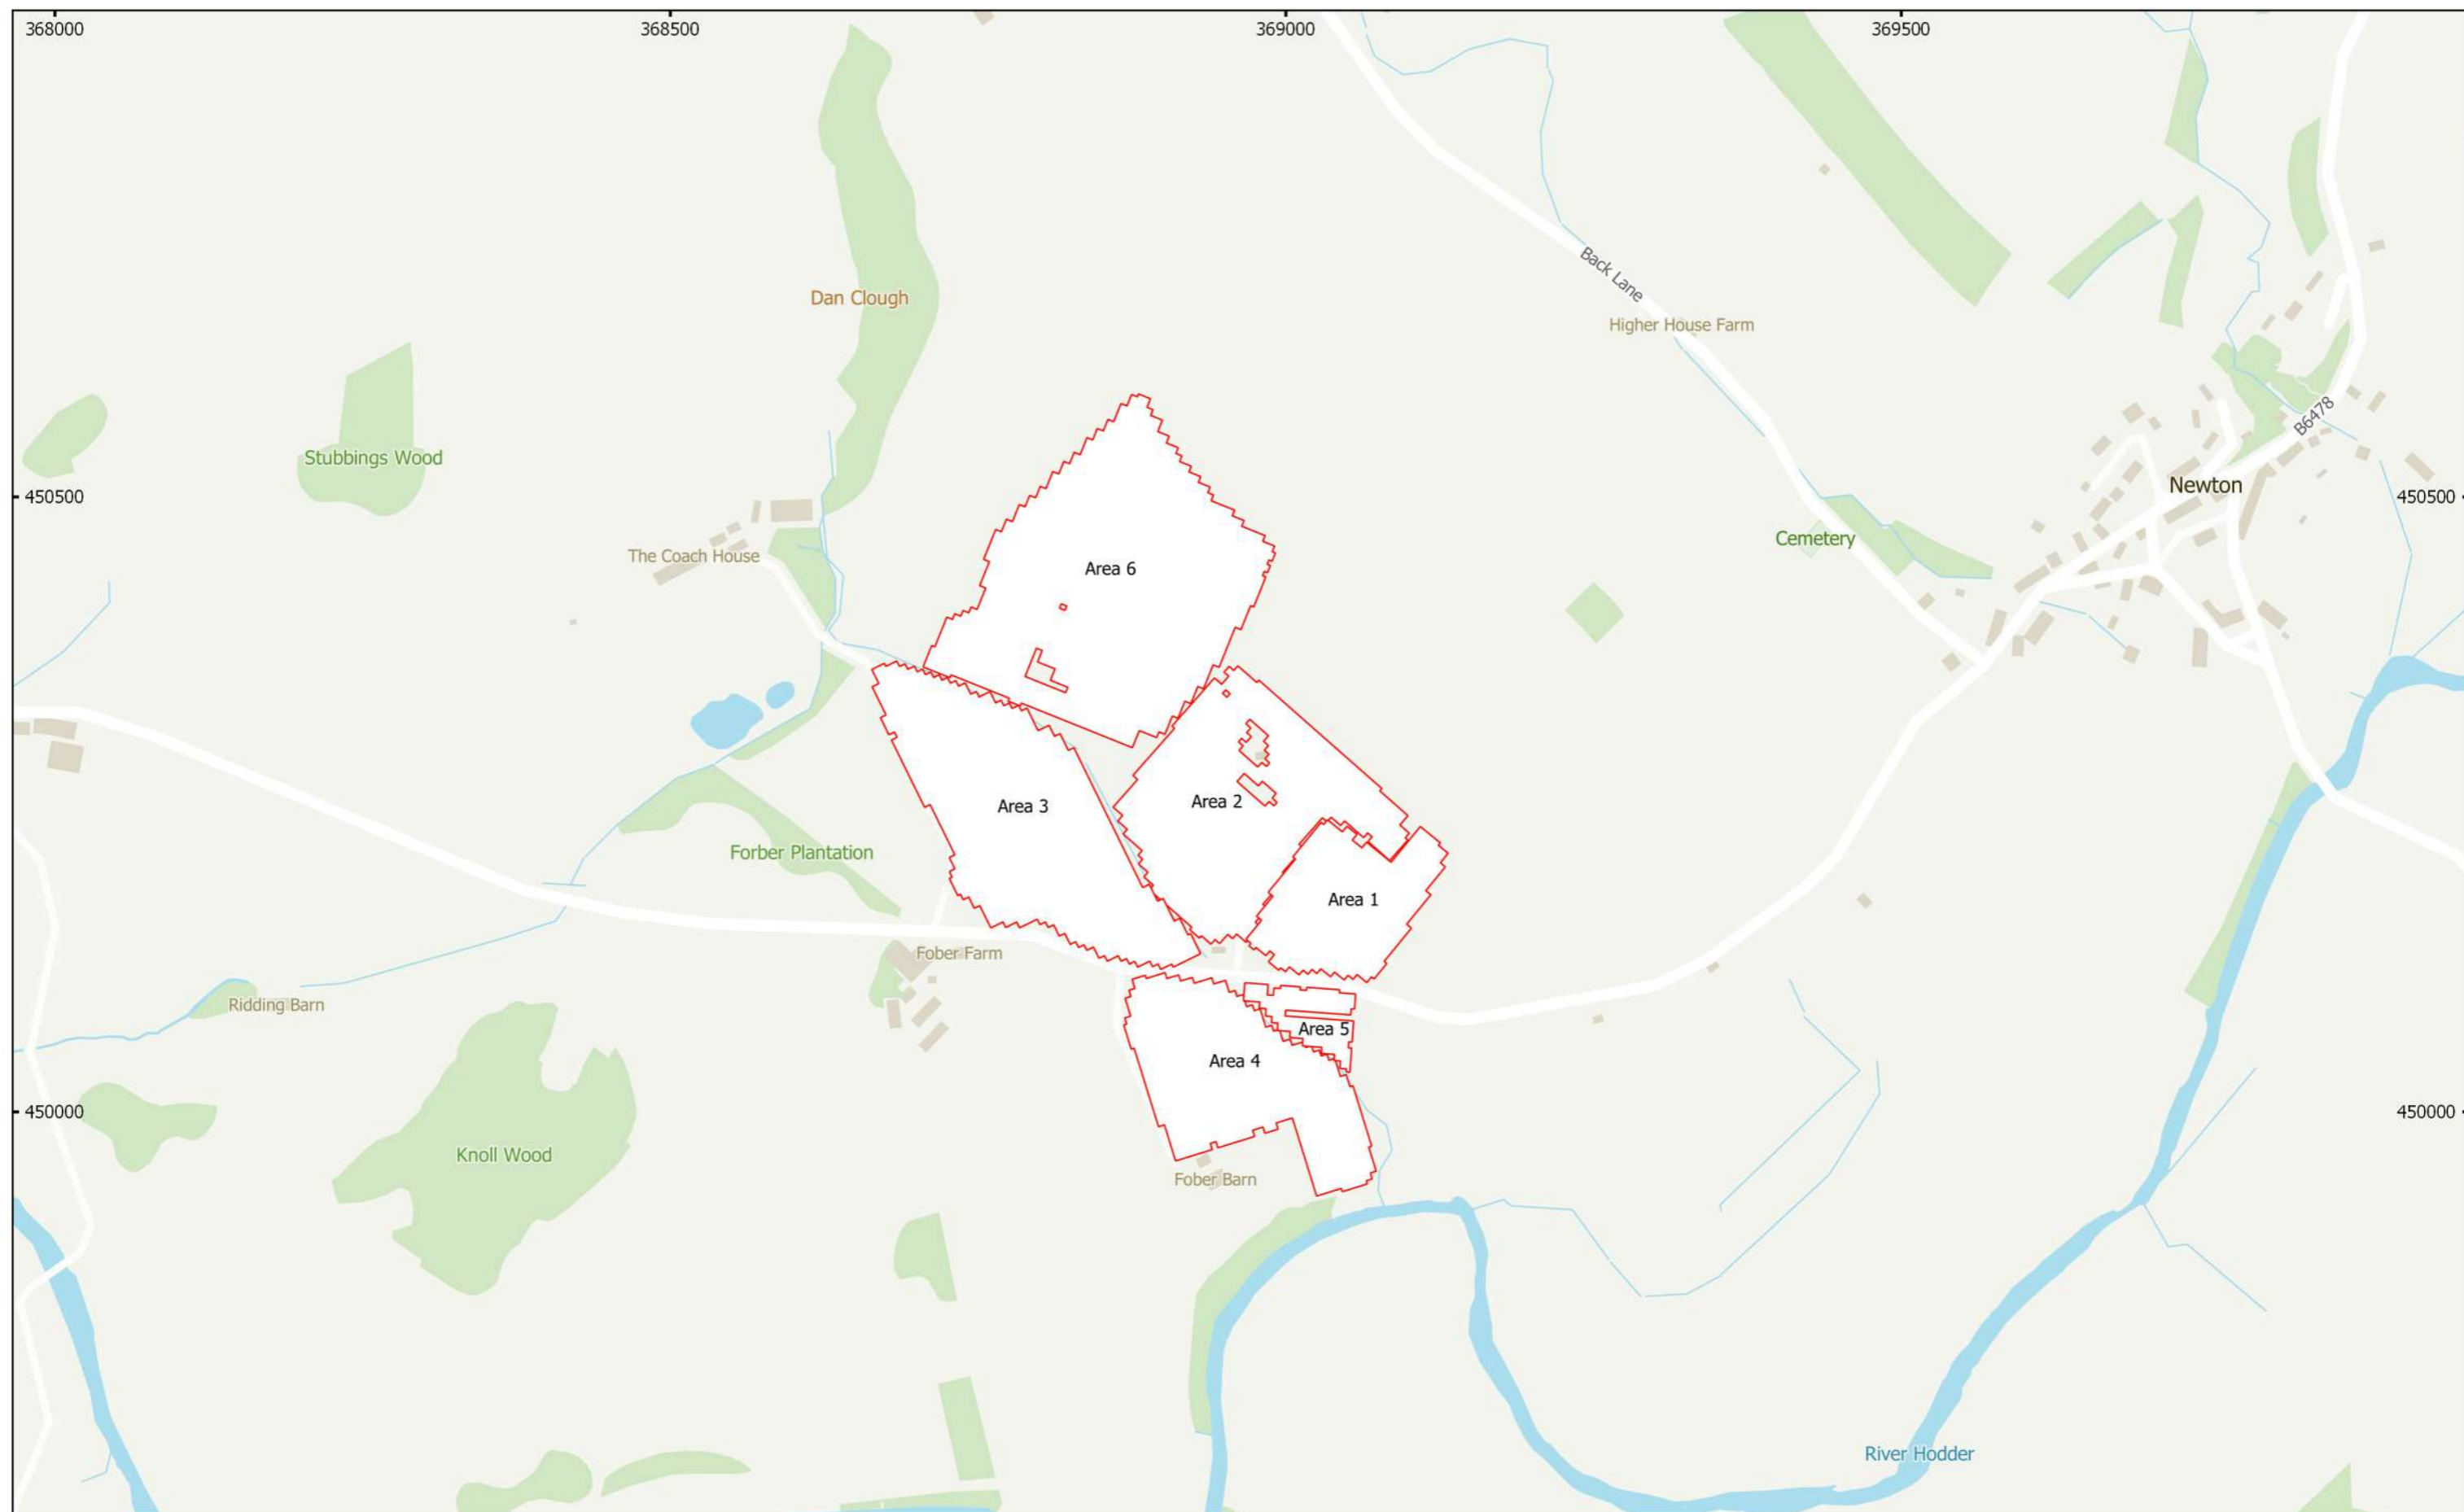 368000
368500
369000
369500
Back Lane
Dan Clough
Higher House Farm
B6478
Stubbings Wood
Newton
450500
450500
Cemetery
The Coach House
Area 6
Area 2
Area 3
Forber Plantation
Area 1
Fober Farm
Ridding Barn
Area 5
Area 4
450000
450000
Knoll Wood
Fober Barn
River Hodder